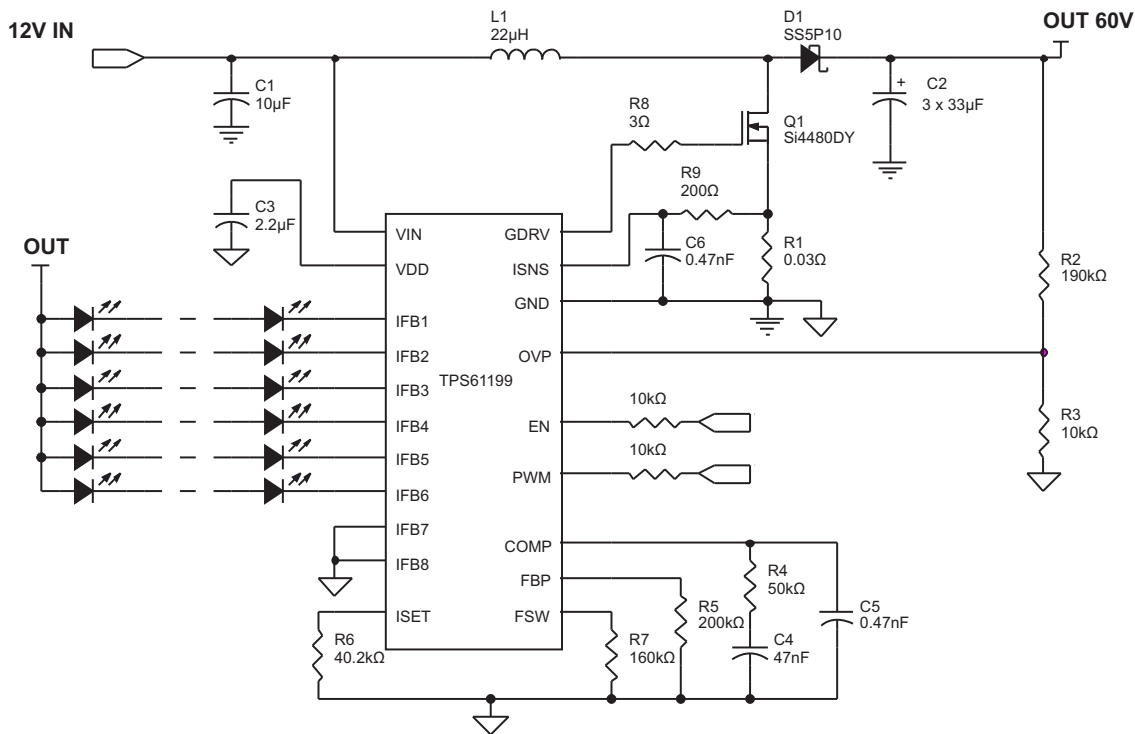 12V IN
L1
22µH
D1
SS5P10
OUT 60V
C1
10µF
R8
3Ω
Q1
Si4480DY
+
C2
3 x 33µF
C3
2.2µF
R9
200Ω
C6
0.47nF
R1
0.03Ω
R2
190kΩ
OUT
VIN
VDD
IFB1
IFB2
IFB3
IFB4
IFB5
IFB6
IFB7
IFB8
ISET
TPS61199
GDRV
ISNS
GND
OVP
EN
PWM
COMP
FBP
FSW
10kΩ
10kΩ
R3
10kΩ
R4
50kΩ
R5
200kΩ
C5
0.47nF
C4
47nF
R6
40.2kΩ
R7
160kΩ